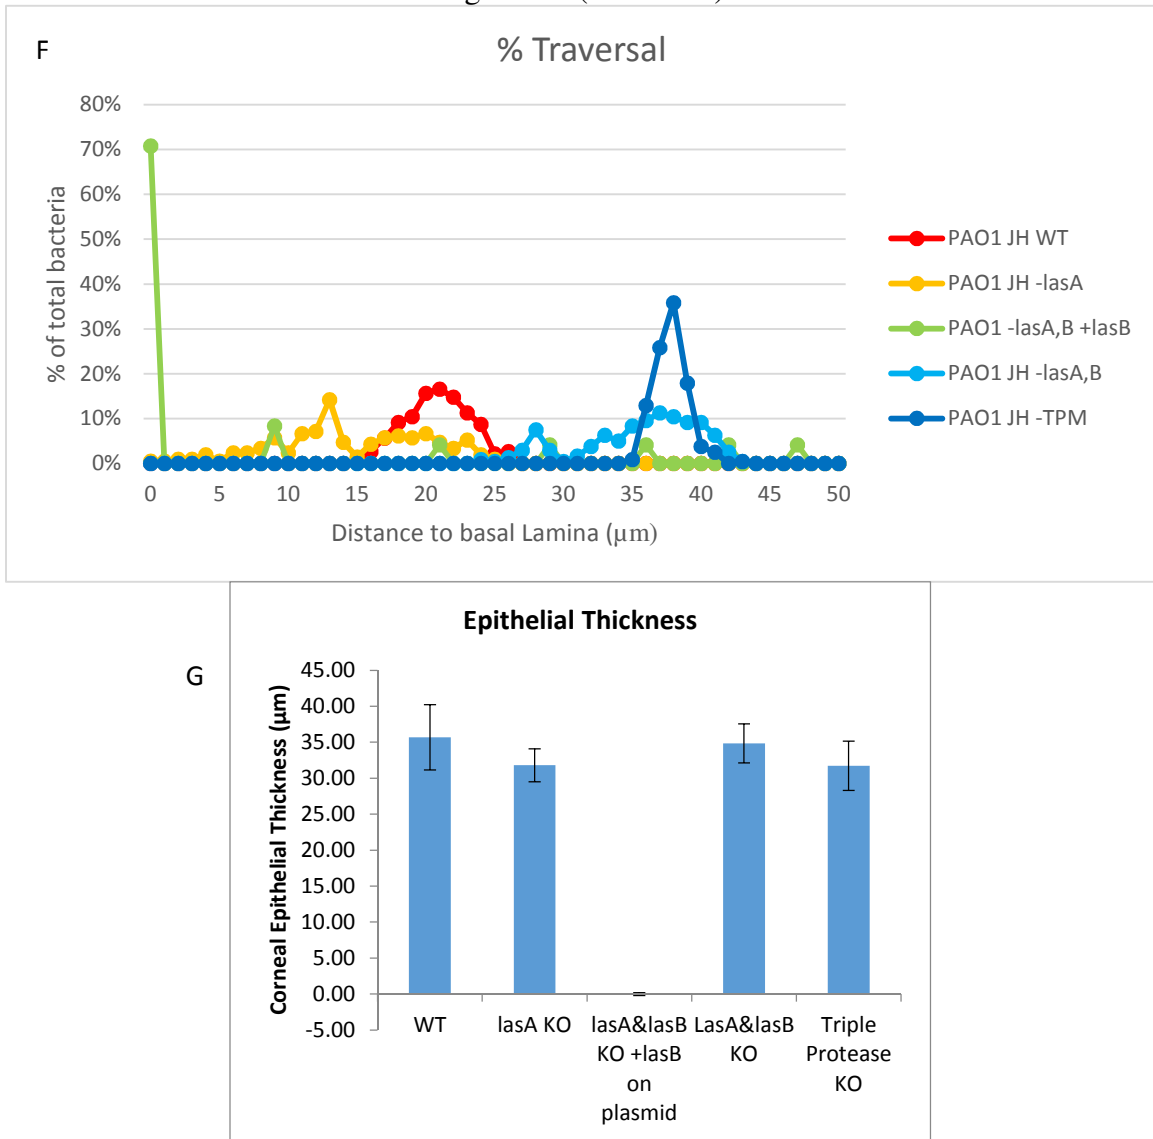 F
% Traversal
80%
70%
60%
50%
40%
30%
20%
10%
0%
% of total bacteria
0 5 10 15 20 25 30 35 40 45 50
Distance to basal Lamina (µm)
PAO1 JH WT
PAO1 JH -lasA
PAO1 -lasA,B +lasB
PAO1 JH -lasA,B
PAO1 JH -TPM
G
Epithelial Thickness
45.00
40.00
35.00
30.00
25.00
20.00
15.00
10.00
5.00
0.00
-5.00
Corneal Epithelial Thickness (µm)
WT
lasA KO
lasA&lasB
KO +lasB
on
plasmid
LasA&lasB
KO
Triple
Protease
KO